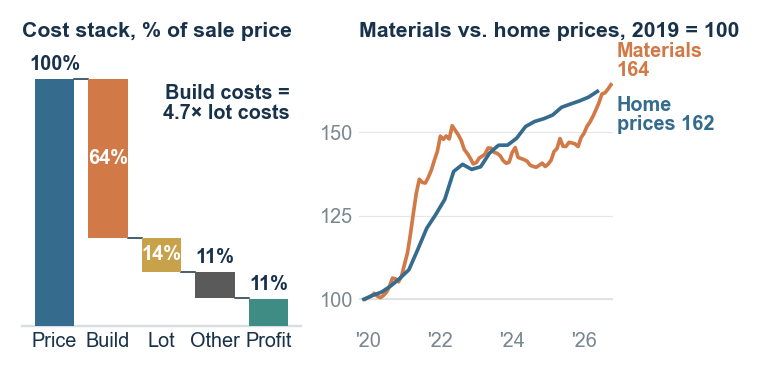 Cost stack, % of sale price
100%
Build costs =
4.7× lot costs
64%
14%
11%
11%
Price Build Lot Other Profit
Materials vs. home prices, 2019 = 100
Materials
164
Home
prices 162
150
125
100
'20 '22 '24 '26